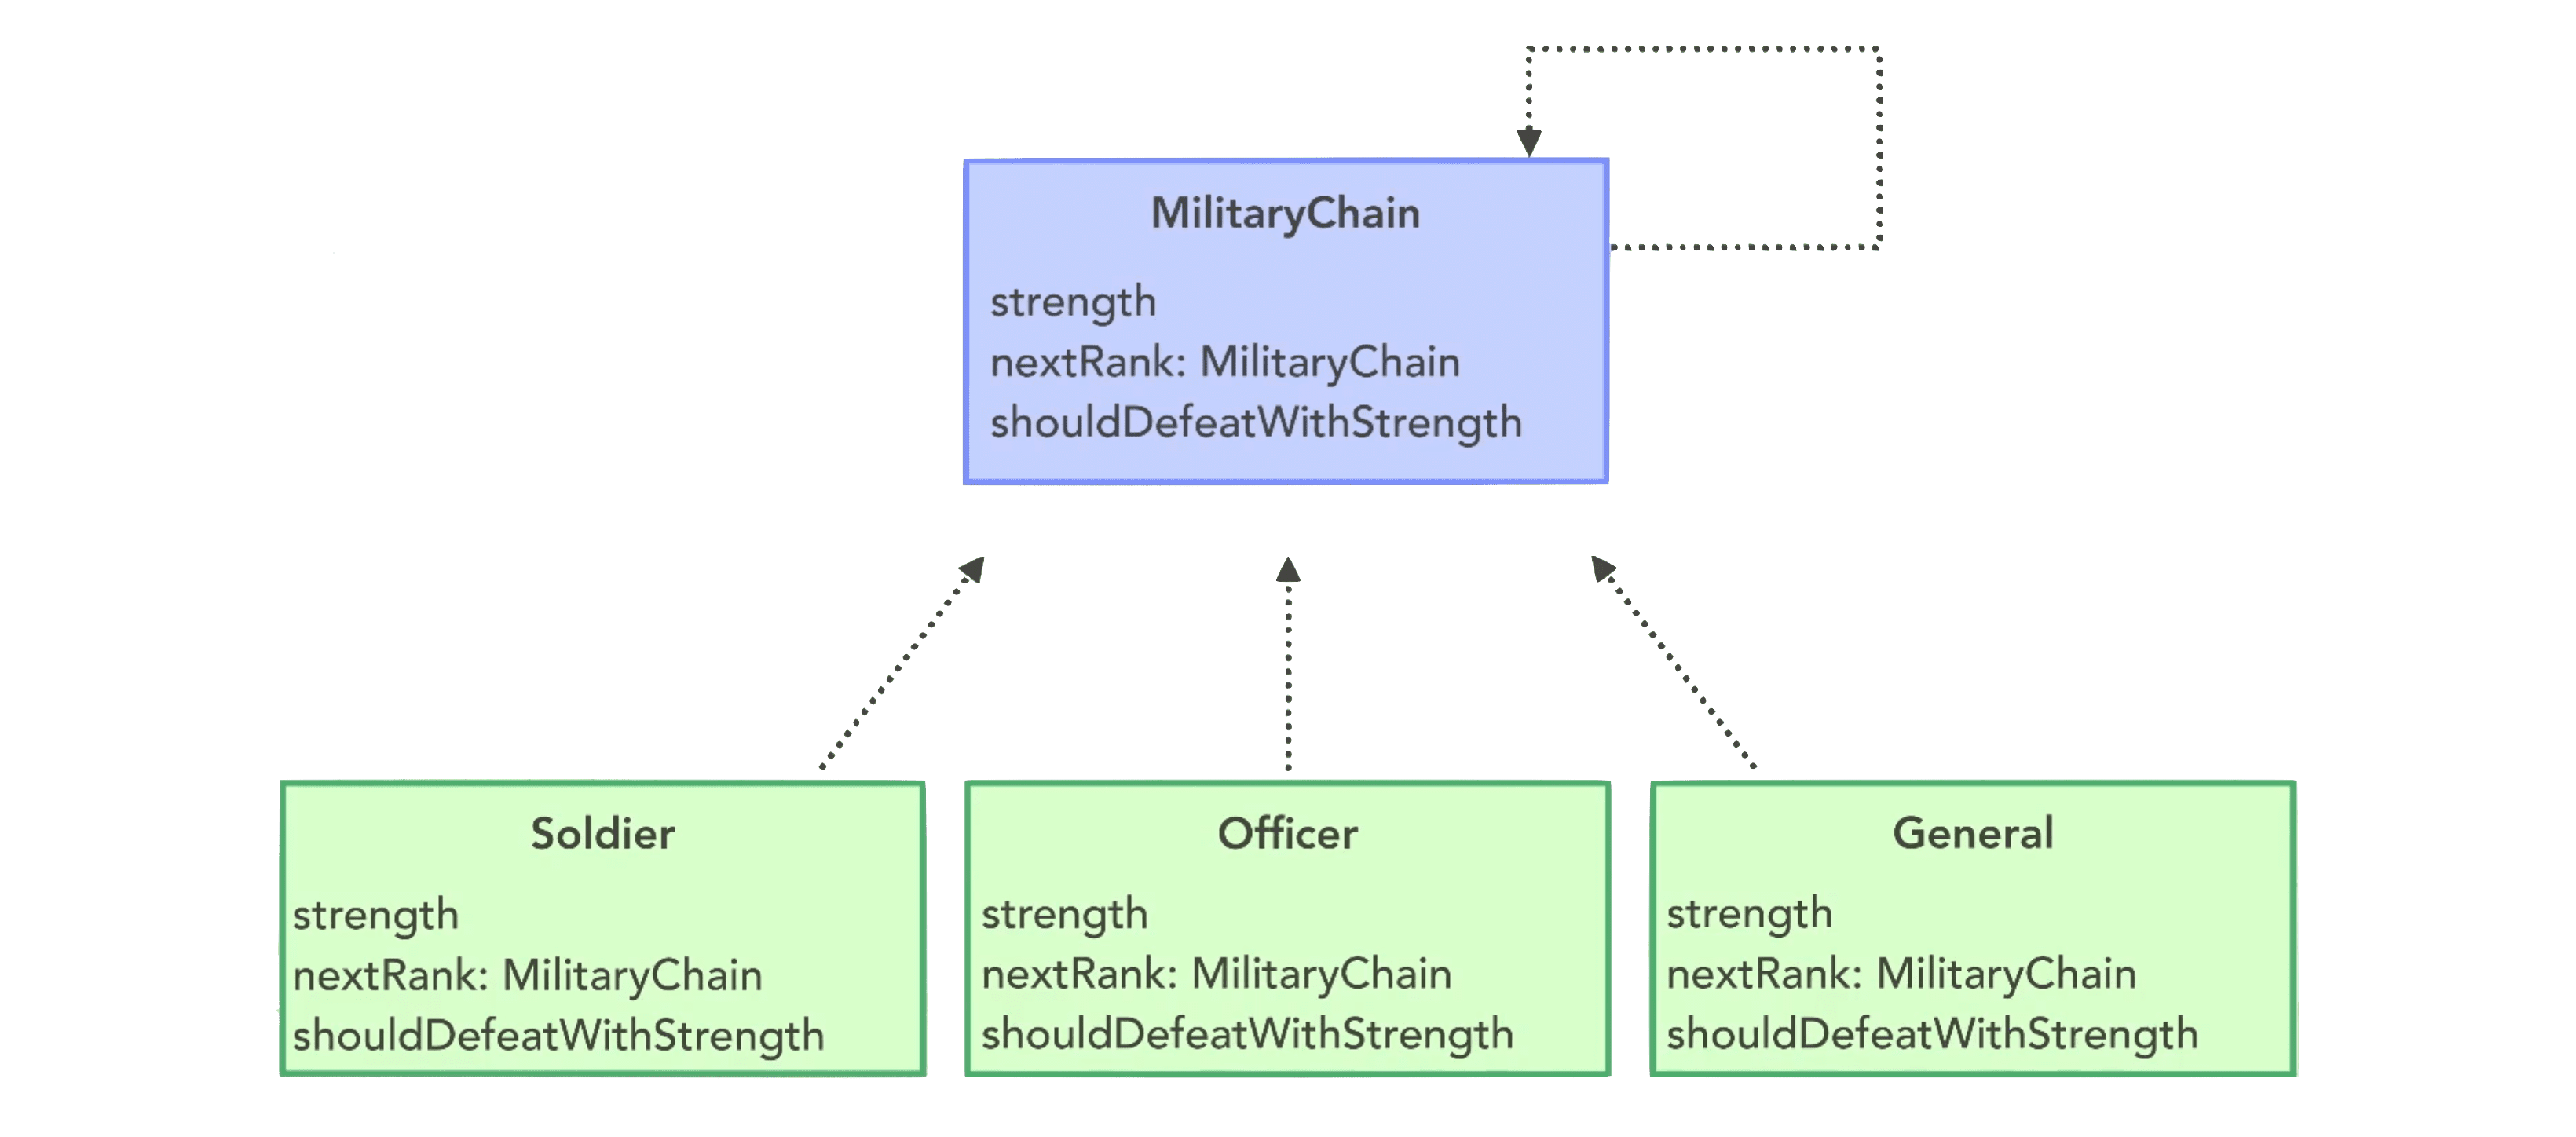 MilitaryChain
strength
nextRank: MilitaryChain
shouldDefeatWithStrength
Soldier
strength
nextRank: MilitaryChain
shouldDefeatWithStrength
Officer
strength
nextRank: MilitaryChain
shouldDefeatWithStrength
General
strength
nextRank: MilitaryChain
shouldDefeatWithStrength